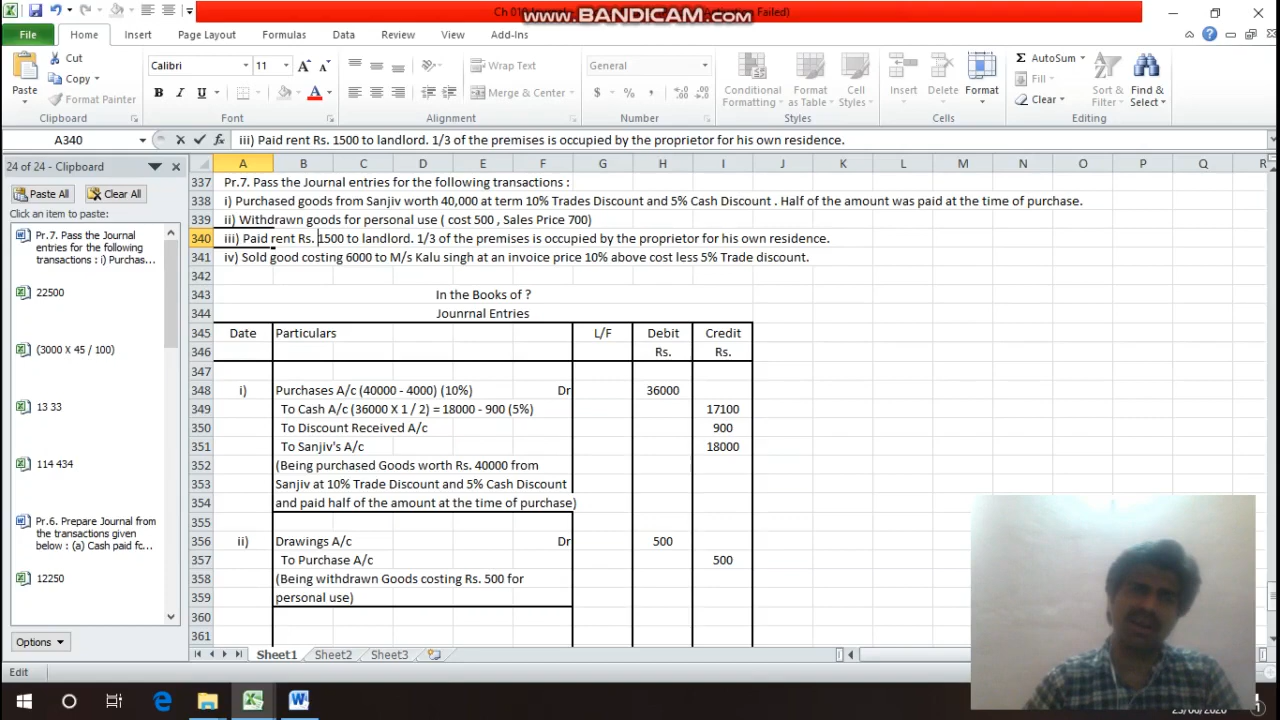 www.BANDICAM.com
File Home Insert Page Layout Formulas Data Review View Add-Ins
Paste
Cut
Copy
Format Painter
Clipboard
Calibri 11
B I U
Font
Wrap Text
Merge & Center
Alignment
General
$ % ,
Number
Conditional Formatting
Format as Table
Cell Styles
Styles
Insert Delete Format
Cells
Σ AutoSum
Fill
Clear
Sort & Filter
Find & Select
Editing
A340 fx iii) Paid rent Rs. 1500 to landlord. 1/3 of the premises is occupied by the proprietor for his own residence.
24 of 24 - Clipboard
Paste All Clear All
Click an item to paste:
Pr.7. Pass the Journal entries for the following transactions : i) Purchas...
22500
(3000 X 45 / 100)
13 33
114 434
Pr.6. Prepare Journal from the transactions given below : (a) Cash paid fc...
12250
Options
A B C D E F G H I J K L M N O P Q R
337 Pr.7. Pass the Journal entries for the following transactions :
338 i) Purchased goods from Sanjiv worth 40,000 at term 10% Trades Discount and 5% Cash Discount . Half of the amount was paid at the time of purchase.
339 ii) Withdrawn goods for personal use ( cost 500 , Sales Price 700)
340 iii) Paid rent Rs. 1500 to landlord. 1/3 of the premises is occupied by the proprietor for his own residence.
341 iv) Sold good costing 6000 to M/s Kalu singh at an invoice price 10% above cost less 5% Trade discount.
342
343 In the Books of ?
344 Jounrnal Entries
345 Date Particulars L/F Debit Credit
346 Rs. Rs.
347
348 i) Purchases A/c (40000 - 4000) (10%) Dr 36000
349 To Cash A/c (36000 X 1 / 2) = 18000 - 900 (5%) 17100
350 To Discount Received A/c 900
351 To Sanjiv's A/c 18000
352 (Being purchased Goods worth Rs. 40000 from
353 Sanjiv at 10% Trade Discount and 5% Cash Discount
354 and paid half of the amount at the time of purchase)
355
356 ii) Drawings A/c Dr 500
357 To Purchase A/c 500
358 (Being withdrawn Goods costing Rs. 500 for
359 personal use)
360
361
Sheet1 Sheet2 Sheet3
Edit